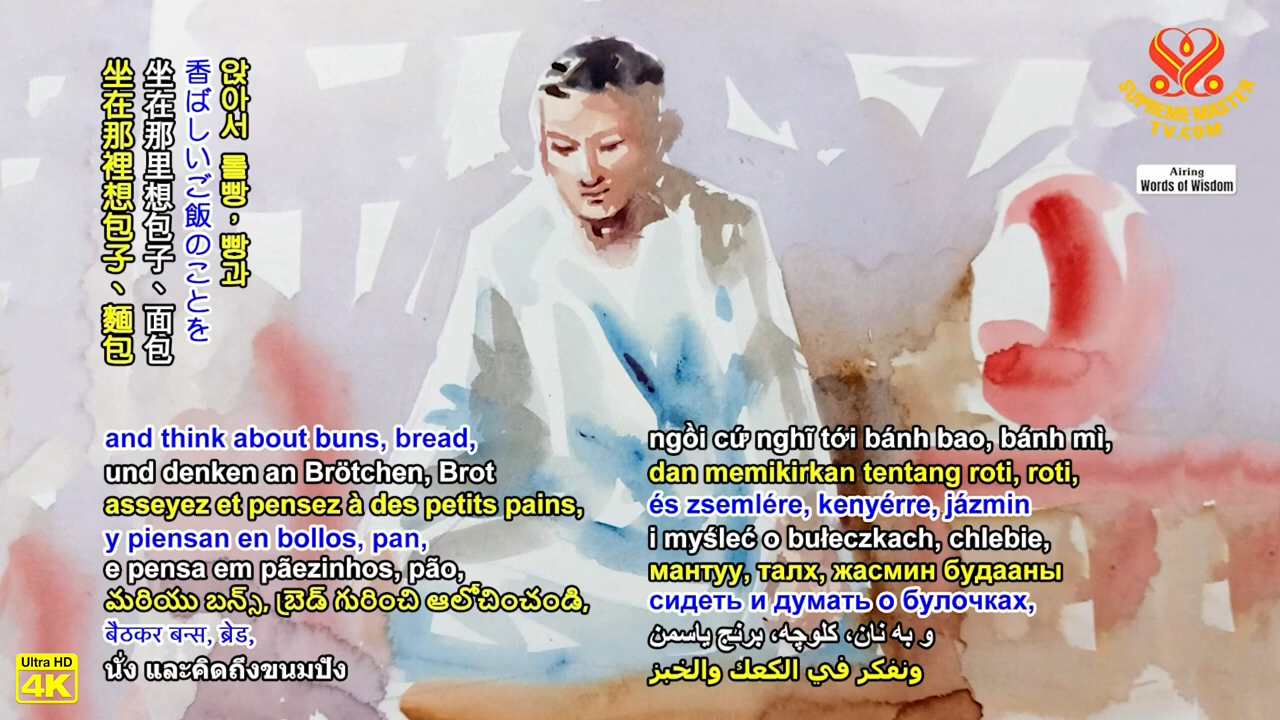 앉아서 롤빵, 빵과
香ばしいご飯のことを
坐在那里想包子、面包
坐在那裡想包子、麵包
SUPREME MASTER
TV.COM
Airing
Words of Wisdom
and think about buns, bread,
und denken an Brötchen, Brot
asseyez et pensez à des petits pains,
y piensan en bollos, pan,
e pensa em pãezinhos, pão,
మరియు బన్స్, బ్రెడ్ గురించి ఆలోచించండి,
बैठकर बन्स, ब्रेड,
นั่ง และคิดถึงขนมปัง
ngồi cứ nghĩ tới bánh bao, bánh mì,
dan memikirkan tentang roti, roti,
és zsemlére, kenyérre, jázmin
i myśleć o bułeczkach, chlebie,
мантуу, талх, жасмин будааны
сидеть и думать о булочках,
و به نان، کلوچه، برنج یاسمن
ونفكر في الكعك والخبز
Ultra HD
4K